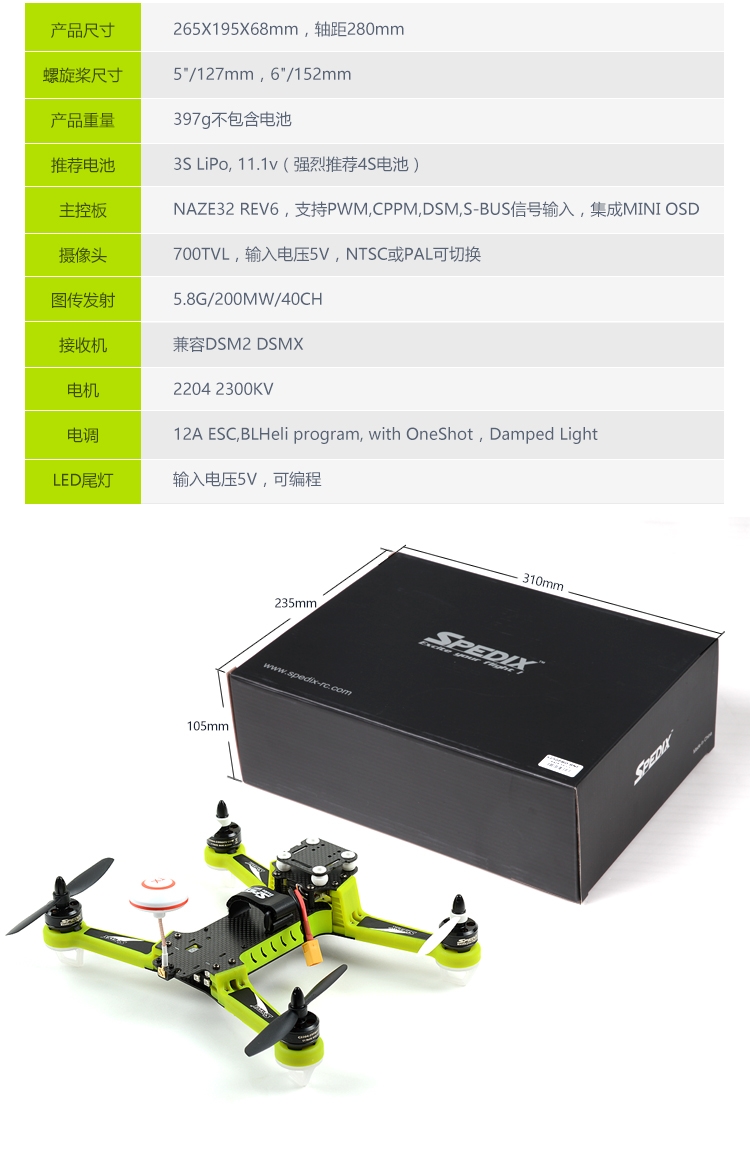 产品尺寸 265X195X68mm，轴距280mm
螺旋桨尺寸 5"/127mm，6"/152mm
产品重量 397g不包含电池
推荐电池 3S LiPo, 11.1v（强烈推荐4S电池）
主控板 NAZE32 REV6，支持PWM,CPPM,DSM,S-BUS信号输入，集成MINI OSD
摄像头 700TVL，输入电压5V，NTSC或PAL可切换
图传发射 5.8G/200MW/40CH
接收机 兼容DSM2 DSMX
电机 2204 2300KV
电调 12A ESC,BLHeli program, with OneShot，Damped Light
LED尾灯 输入电压5V，可编程
310mm
235mm
105mm
SPEDIX™
Excite your flight !
www.spedix-rc.com
SPEDIX
Made in China
SPEDIX
SPEDIX